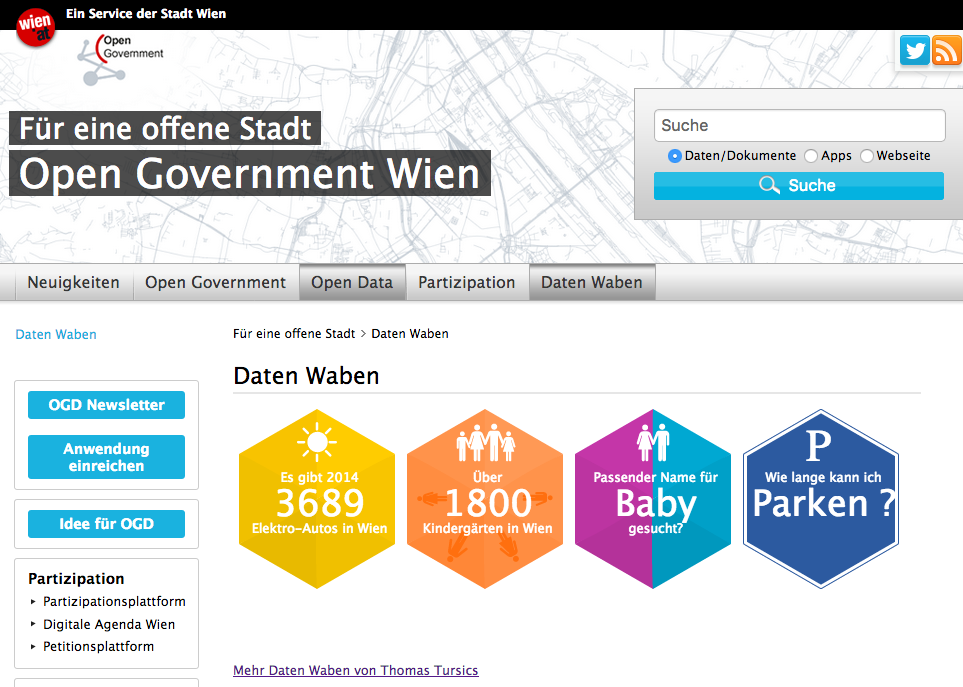 wien.at
Ein Service der Stadt Wien
Open
Government
Für eine offene Stadt
Open Government Wien
Suche
Daten/Dokumente Apps Webseite
Suche
Neuigkeiten Open Government Open Data Partizipation Daten Waben
Daten Waben
Für eine offene Stadt > Daten Waben
Daten Waben
OGD Newsletter
Anwendung
einreichen
Idee für OGD
Partizipation
Partizipationsplattform
Digitale Agenda Wien
Petitionsplattform
Es gibt 2014
3689
Elektro-Autos in Wien
Über
1800
Kindergärten in Wien
Passender Name für
Baby
gesucht?
P
Wie lange kann ich
Parken ?
Mehr Daten Waben von Thomas Tursics